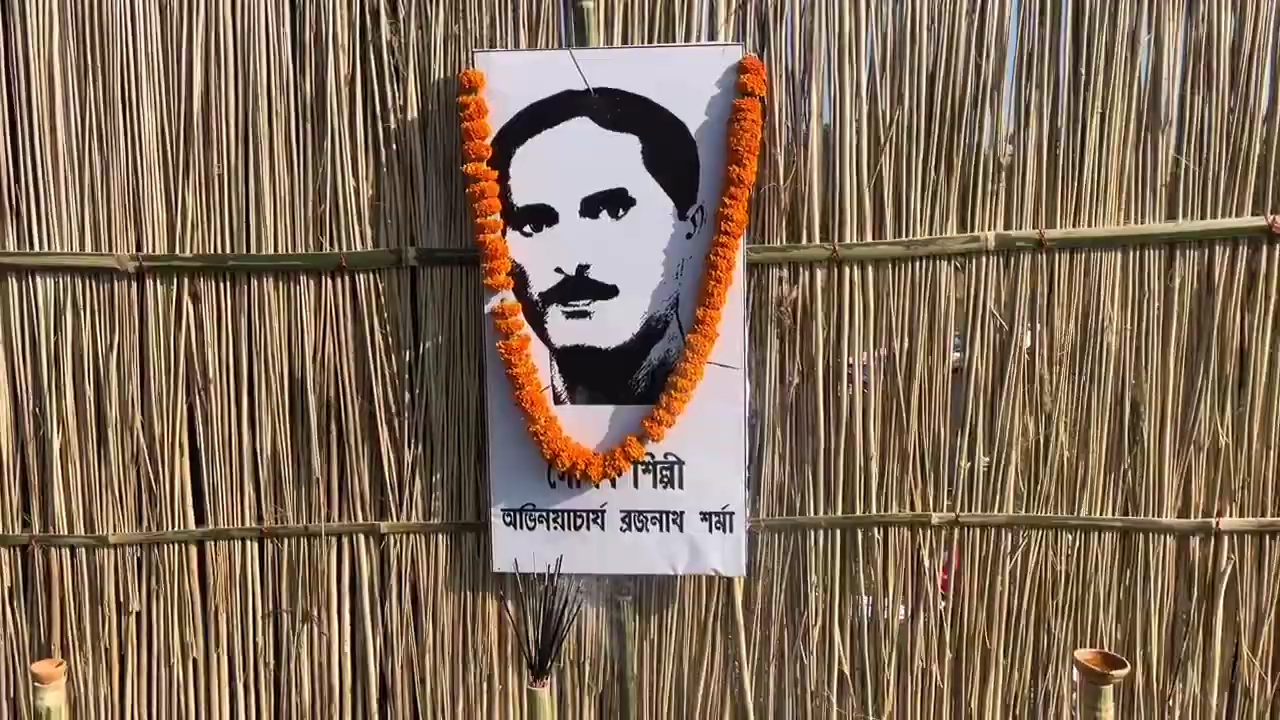 শিল্পী
অভিনয়াচাৰ্য ব্ৰজনাথ শৰ্মা